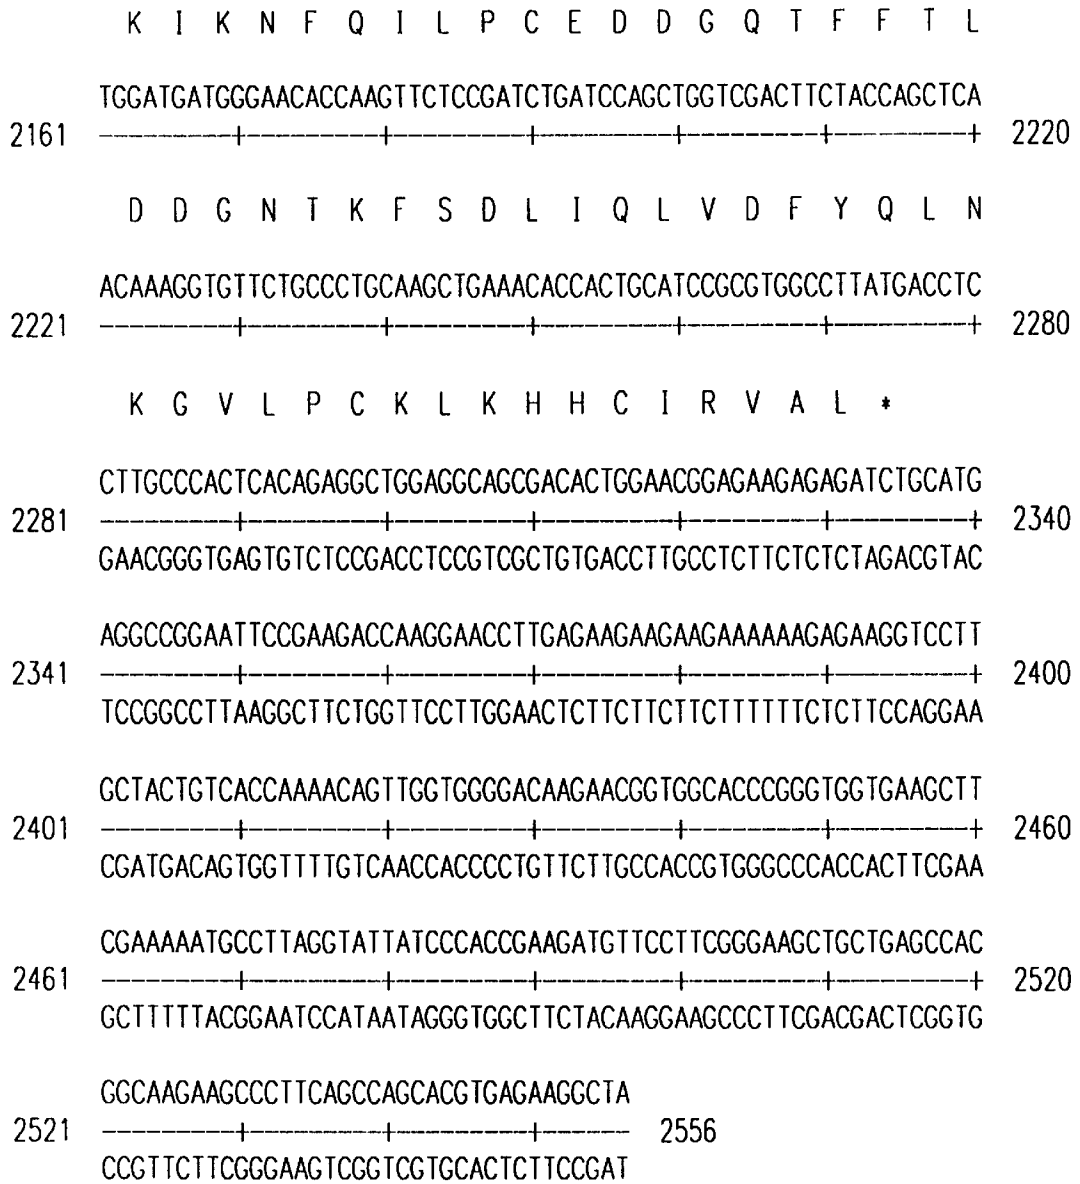 K I K N F Q I L P C E D D G Q T F F T L
TGGATGATGGGAACACCAAGTTCTCCGATCTGATCCAGCTGGTCGACTTCTACCAGCTCA
2161 ---------+---------+---------+---------+---------+---------+ 2220
D D G N T K F S D L I Q L V D F Y Q L N
ACAAAGGTGTTCTGCCCTGCAAGCTGAAACACCACTGCATCCGCGTGGCCTTATGACCTC
2221 ---------+---------+---------+---------+---------+---------+ 2280
K G V L P C K L K H H C I R V A L *
CTTGCCCACTCACAGAGGCTGGAGGCAGCGACACTGGAACGGAGAAGAGAGATCTGCATG
2281 ---------+---------+---------+---------+---------+---------+ 2340
GAACGGGTGAGTGTCTCCGACCTCCGTCGCTGTGACCTTGCCTCTTCTCTCTAGACGTAC
AGGCCGGAATTCCGAAGACCAAGGAACCTTGAGAAGAAGAAGAAAAAAGAGAAGGTCCTT
2341 ---------+---------+---------+---------+---------+---------+ 2400
TCCGGCCTTAAGGCTTCTGGTTCCTTGGAACTCTTCTTCTTCTTTTTTCTCTTCCAGGAA
GCTACTGTCACCAAAACAGTTGGTGGGGACAAGAACGGTGGCACCCGGGTGGTGAAGCTT
2401 ---------+---------+---------+---------+---------+---------+ 2460
CGATGACAGTGGTTTTGTCAACCACCCCTGTTCTTGCCACCGTGGGCCCACCACTTCGAA
CGAAAAATGCCTTAGGTATTATCCCACCGAAGATGTTCCTTCGGGAAGCTGCTGAGCCAC
2461 ---------+---------+---------+---------+---------+---------+ 2520
GCTTTTTACGGAATCCATAATAGGGTGGCTTCTACAAGGAAGCCCTTCGACGACTCGGTG
GGCAAGAAGCCCTTCAGCCAGCACGTGAGAAGGCTA
2521 ---------+---------+---------+------ 2556
CCGTTCTTCGGGAAGTCGGTCGTGCACTCTTCCGAT